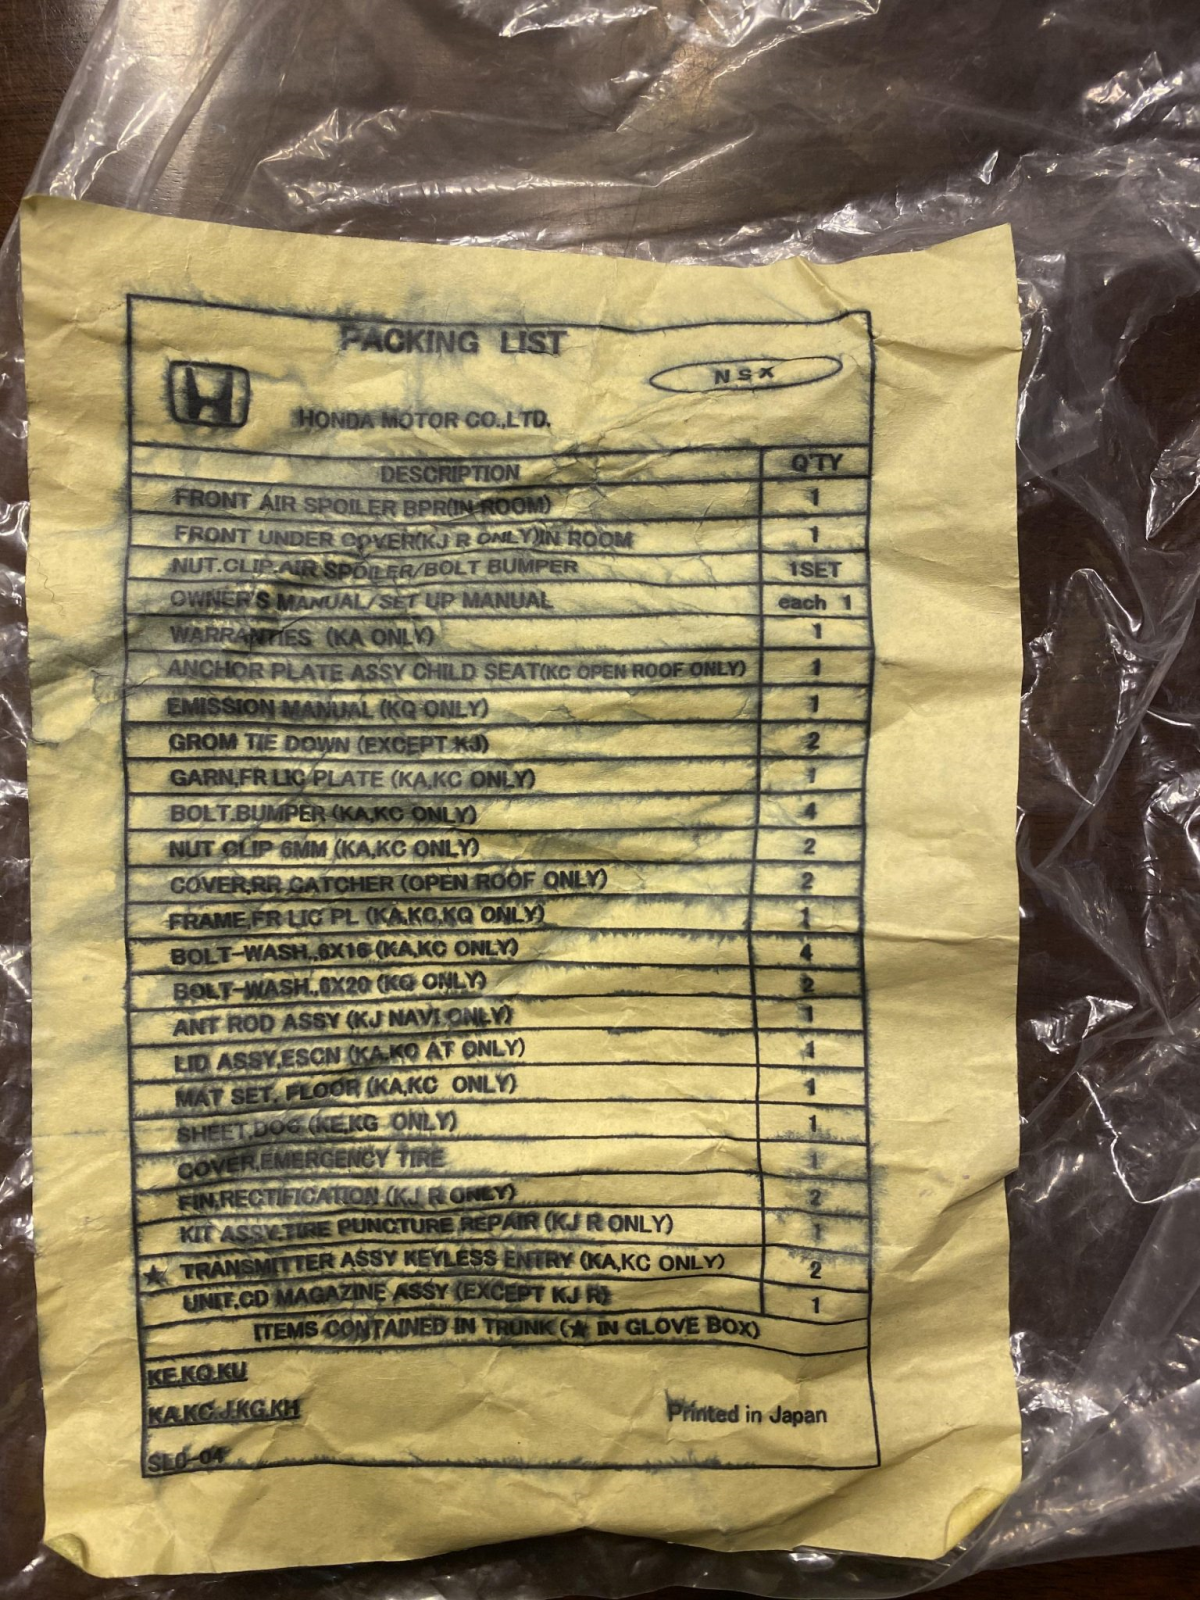 PACKING LIST
NSX
HONDA MOTOR CO.,LTD.
DESCRIPTION Q'TY
FRONT AIR SPOILER BPR(IN ROOM) 1
FRONT UNDER COVER(KJ R ONLY)IN ROOM 1
NUT.CLIP.AIR SPOILER/BOLT BUMPER 1SET
OWNER'S MANUAL/SET UP MANUAL each 1
WARRANTIES (KA ONLY) 1
ANCHOR PLATE ASSY CHILD SEAT(KC OPEN ROOF ONLY) 1
EMISSION MANUAL (KQ ONLY) 1
GROM TIE DOWN (EXCEPT KJ) 2
GARN,FR LIC PLATE (KA,KC ONLY) 1
BOLT.BUMPER (KA,KC ONLY) 4
NUT CLIP 6MM (KA,KC ONLY) 2
COVER,RR CATCHER (OPEN ROOF ONLY) 2
FRAME,FR LIC PL (KA,KC,KQ ONLY) 1
BOLT-WASH.,6X16 (KA,KC ONLY) 4
BOLT-WASH.,6X20 (KQ ONLY) 2
ANT ROD ASSY (KJ NAVI ONLY) 1
LID ASSY,ESCN (KA,KC AT ONLY) 1
MAT SET, FLOOR (KA,KC ONLY) 1
SHEET,DOC (KE,KG ONLY) 1
COVER,EMERGENCY TIRE 1
FIN,RECTIFICATION (KJ R ONLY) 2
KIT ASSY.TIRE PUNCTURE REPAIR (KJ R ONLY) 1
★ TRANSMITTER ASSY KEYLESS ENTRY (KA,KC ONLY) 2
UNIT,CD MAGAZINE ASSY (EXCEPT KJ R) 1
ITEMS CONTAINED IN TRUNK (★ IN GLOVE BOX)
KE.KQ.KU
KA.KC.J.KG.KH
Printed in Japan
SL0-04